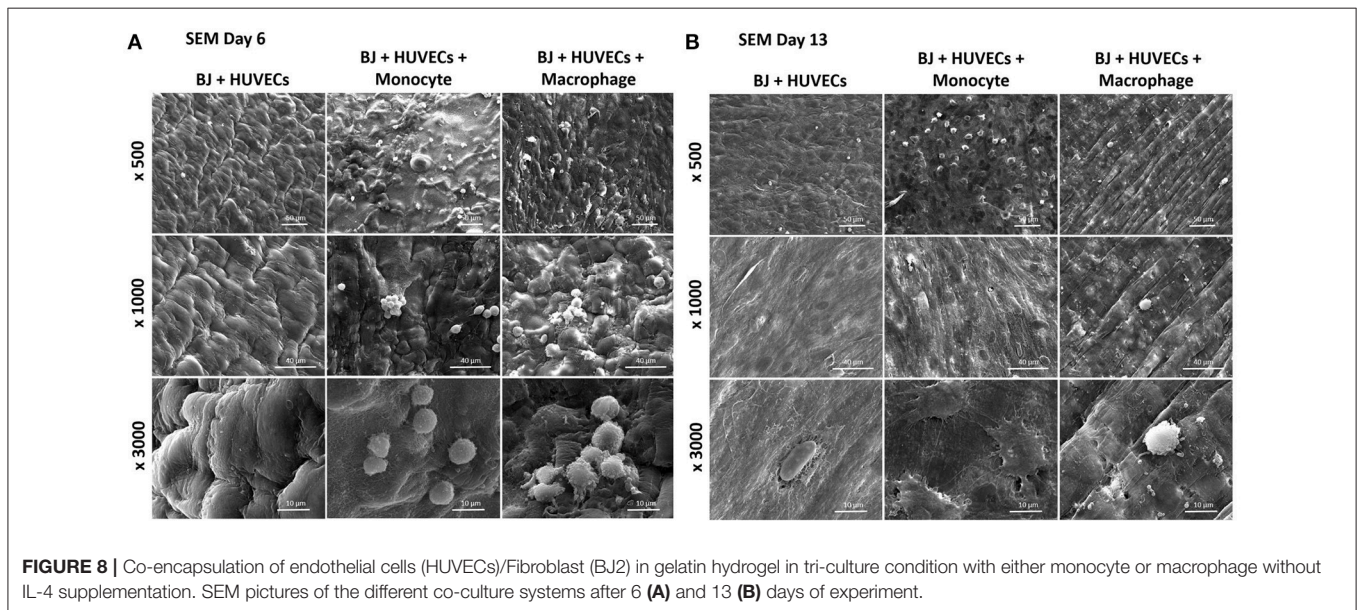 A
SEM Day 6
BJ + HUVECs
BJ + HUVECs +
Monocyte
BJ + HUVECs +
Macrophage
x 500
50 µm
50 µm
50 µm
x 1000
40 µm
40 µm
40 µm
x 3000
10 µm
10 µm
10 µm
B
SEM Day 13
BJ + HUVECs
BJ + HUVECs +
Monocyte
BJ + HUVECs +
Macrophage
x 500
50 µm
50 µm
50 µm
x 1000
40 µm
40 µm
40 µm
x 3000
10 µm
10 µm
10 µm
FIGURE 8 | Co-encapsulation of endothelial cells (HUVECs)/Fibroblast (BJ2) in gelatin hydrogel in tri-culture condition with either monocyte or macrophage without
IL-4 supplementation. SEM pictures of the different co-culture systems after 6 (A) and 13 (B) days of experiment.